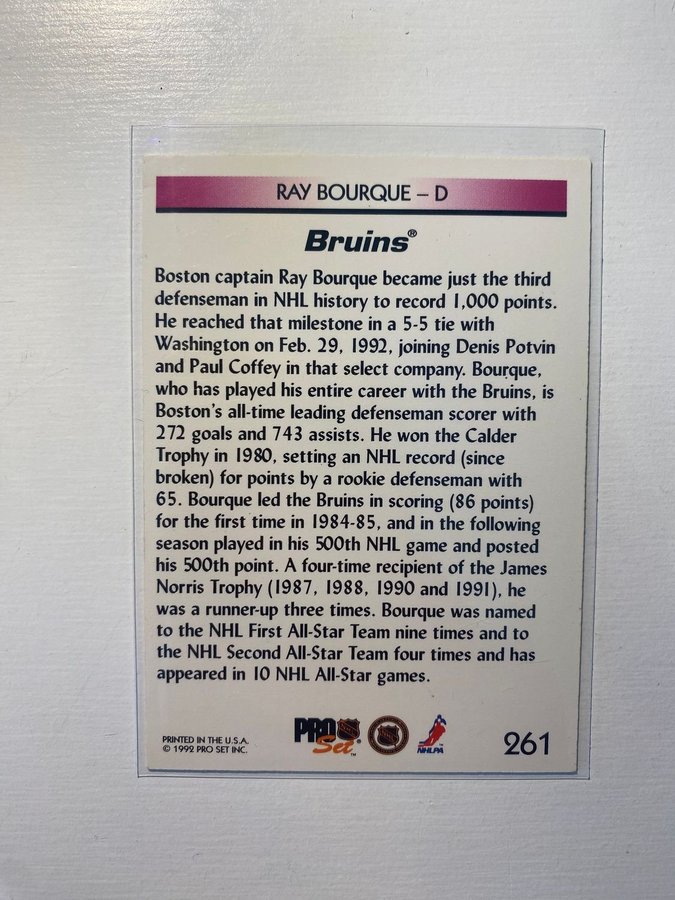 RAY BOURQUE – D
Bruins®
Boston captain Ray Bourque became just the third
defenseman in NHL history to record 1,000 points.
He reached that milestone in a 5-5 tie with
Washington on Feb. 29, 1992, joining Denis Potvin
and Paul Coffey in that select company. Bourque,
who has played his entire career with the Bruins, is
Boston's all-time leading defenseman scorer with
272 goals and 743 assists. He won the Calder
Trophy in 1980, setting an NHL record (since
broken) for points by a rookie defenseman with
65. Bourque led the Bruins in scoring (86 points)
for the first time in 1984-85, and in the following
season played in his 500th NHL game and posted
his 500th point. A four-time recipient of the James
Norris Trophy (1987, 1988, 1990 and 1991), he
was a runner-up three times. Bourque was named
to the NHL First All-Star Team nine times and to
the NHL Second All-Star Team four times and has
appeared in 10 NHL All-Star games.
PRINTED IN THE U.S.A.
© 1992 PRO SET INC.
PRO
Set™
NHLPA
261